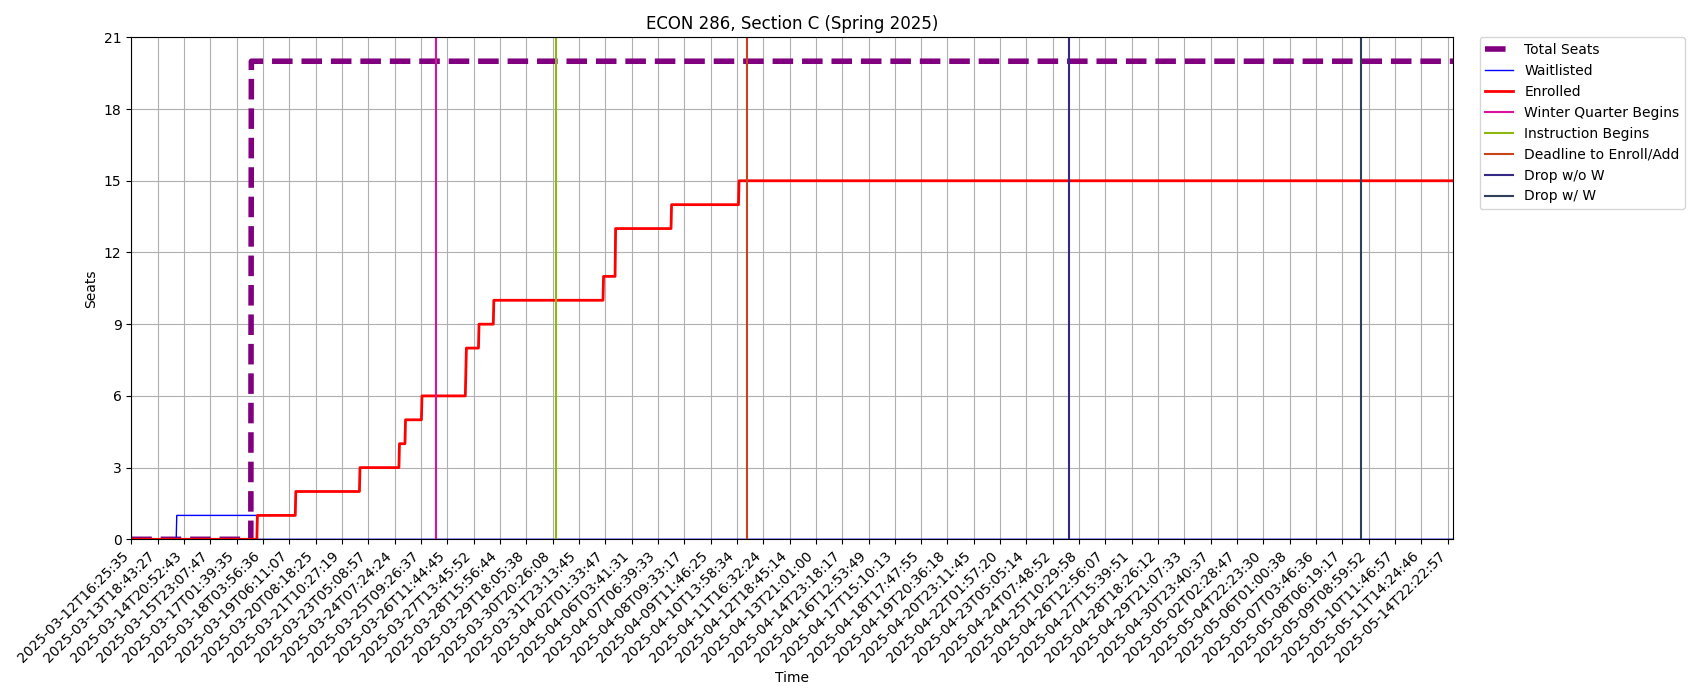 ECON 286, Section C (Spring 2025)
21
18
15
12
9
6
3
0
Seats
Total Seats
Waitlisted
Enrolled
Winter Quarter Begins
Instruction Begins
Deadline to Enroll/Add
Drop w/o W
Drop w/ W
2025-03-12T16:25:35
2025-03-13T18:43:27
2025-03-14T20:52:43
2025-03-15T23:07:47
2025-03-17T01:39:35
2025-03-18T03:56:36
2025-03-19T06:11:07
2025-03-20T08:18:25
2025-03-21T10:27:19
2025-03-23T05:08:57
2025-03-24T07:24:24
2025-03-25T09:26:37
2025-03-26T11:44:45
2025-03-27T13:45:52
2025-03-28T15:56:44
2025-03-29T18:05:38
2025-03-30T20:26:08
2025-03-31T23:13:45
2025-04-02T01:33:47
2025-04-06T03:41:31
2025-04-07T06:39:33
2025-04-08T09:33:17
2025-04-09T11:46:25
2025-04-10T13:58:34
2025-04-11T16:32:24
2025-04-12T18:45:14
2025-04-13T21:01:00
2025-04-14T23:18:17
2025-04-16T12:53:49
2025-04-17T15:10:13
2025-04-18T17:47:55
2025-04-19T20:36:18
2025-04-20T23:11:45
2025-04-22T01:57:20
2025-04-23T05:05:14
2025-04-24T07:48:52
2025-04-25T10:29:58
2025-04-26T12:56:07
2025-04-27T15:39:51
2025-04-28T18:26:12
2025-04-29T21:07:33
2025-04-30T23:40:37
2025-05-02T02:28:47
2025-05-04T22:23:30
2025-05-06T01:00:38
2025-05-07T03:46:36
2025-05-08T06:19:17
2025-05-09T08:59:52
2025-05-10T11:46:57
2025-05-11T14:24:46
2025-05-14T22:22:57
Time